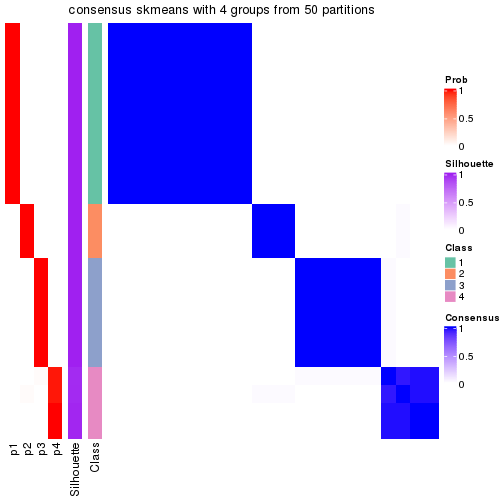 consensus skmeans with 4 groups from 50 partitions
Prob
1
0.5
0
Silhouette
1
0.5
0
Class
1
2
3
4
Consensus
1
0.5
0
p1
p2
p3
p4
Silhouette
Class